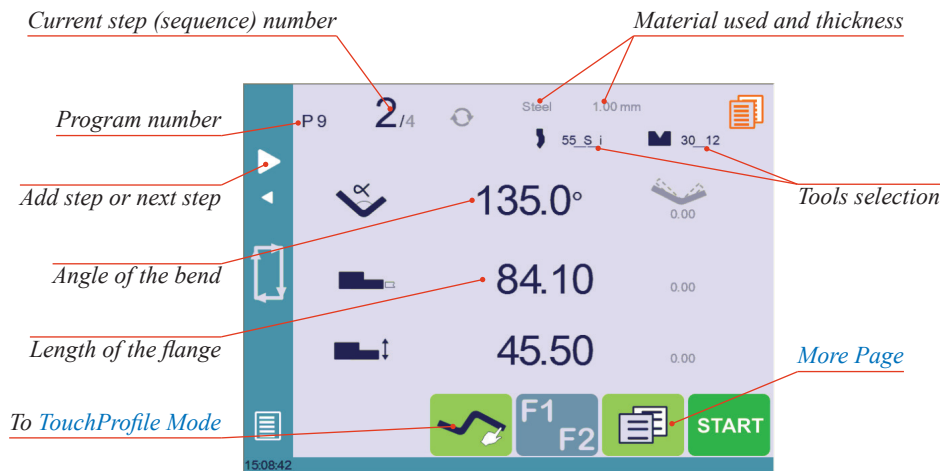 Current step (sequence) number
Material used and thickness
Program number
P 9
2/4
Steel
1.00 mm
55_S_i
30__12
Add step or next step
135.0°
0.00
Tools selection
Angle of the bend
84.10
0.00
Length of the flange
45.50
0.00
More Page
To TouchProfile Mode
F1
F2
START
15:08:42